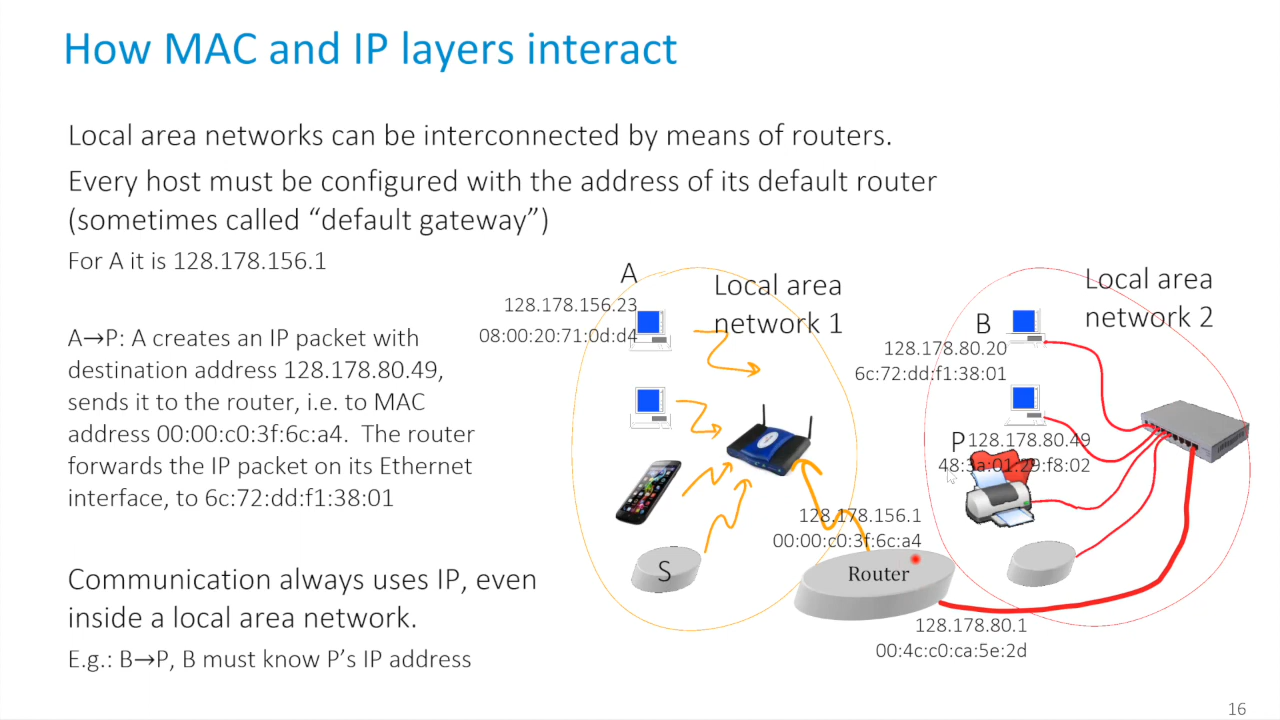 How MAC and IP layers interact
Local area networks can be interconnected by means of routers.
Every host must be configured with the address of its default router
(sometimes called “default gateway”)
For A it is 128.178.156.1
A→P: A creates an IP packet with
destination address 128.178.80.49,
sends it to the router, i.e. to MAC
address 00:00:c0:3f:6c:a4. The router
forwards the IP packet on its Ethernet
interface, to 6c:72:dd:f1:38:01
Communication always uses IP, even
inside a local area network.
E.g.: B→P, B must know P’s IP address
A
128.178.156.23
08:00:20:71:0d:d4
Local area
network 1
S
128.178.156.1
00:00:c0:3f:6c:a4
Router
128.178.80.1
00:4c:c0:ca:5e:2d
Local area
network 2
B
128.178.80.20
6c:72:dd:f1:38:01
P
128.178.80.49
48:3a:01:29:f8:02
16